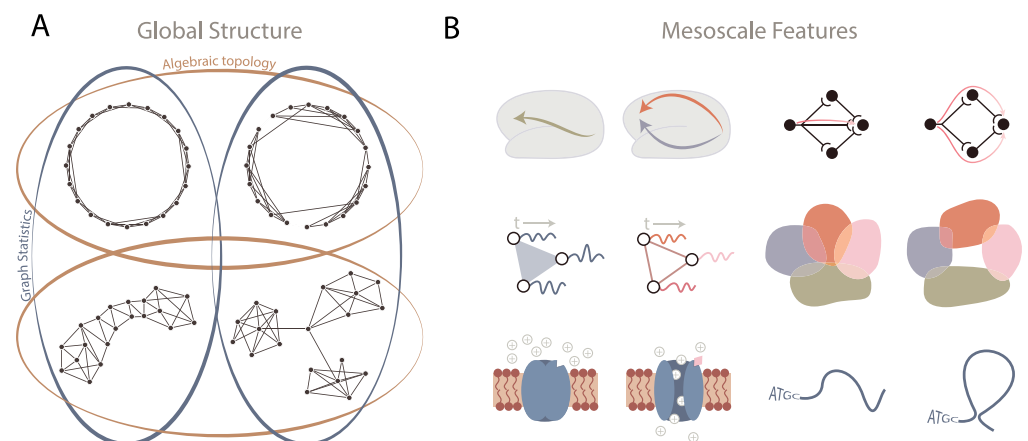 A
Global Structure
Algebraic topology
Graph Statistics
B
Mesoscale Features
t
t
ATGC
ATGC